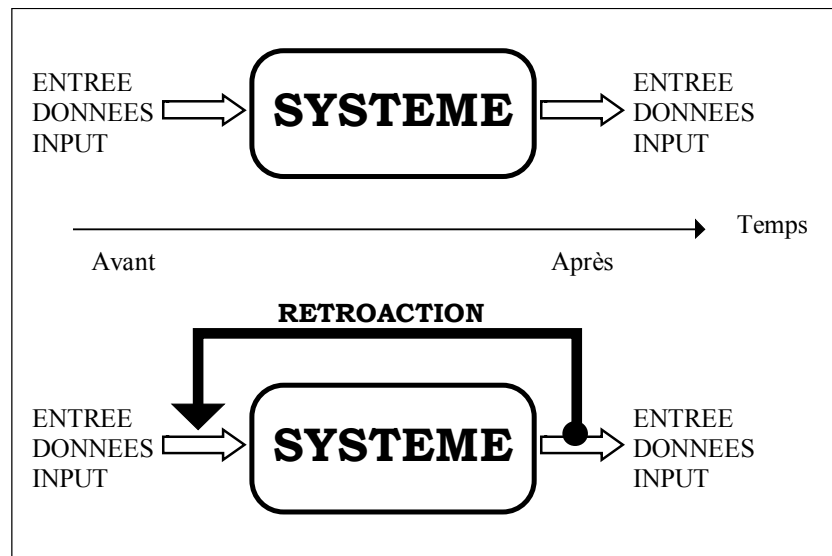 ENTREE
DONNEES
INPUT
SYSTEME
ENTREE
DONNEES
INPUT
Temps
Avant
Après
RETROACTION
ENTREE
DONNEES
INPUT
SYSTEME
ENTREE
DONNEES
INPUT